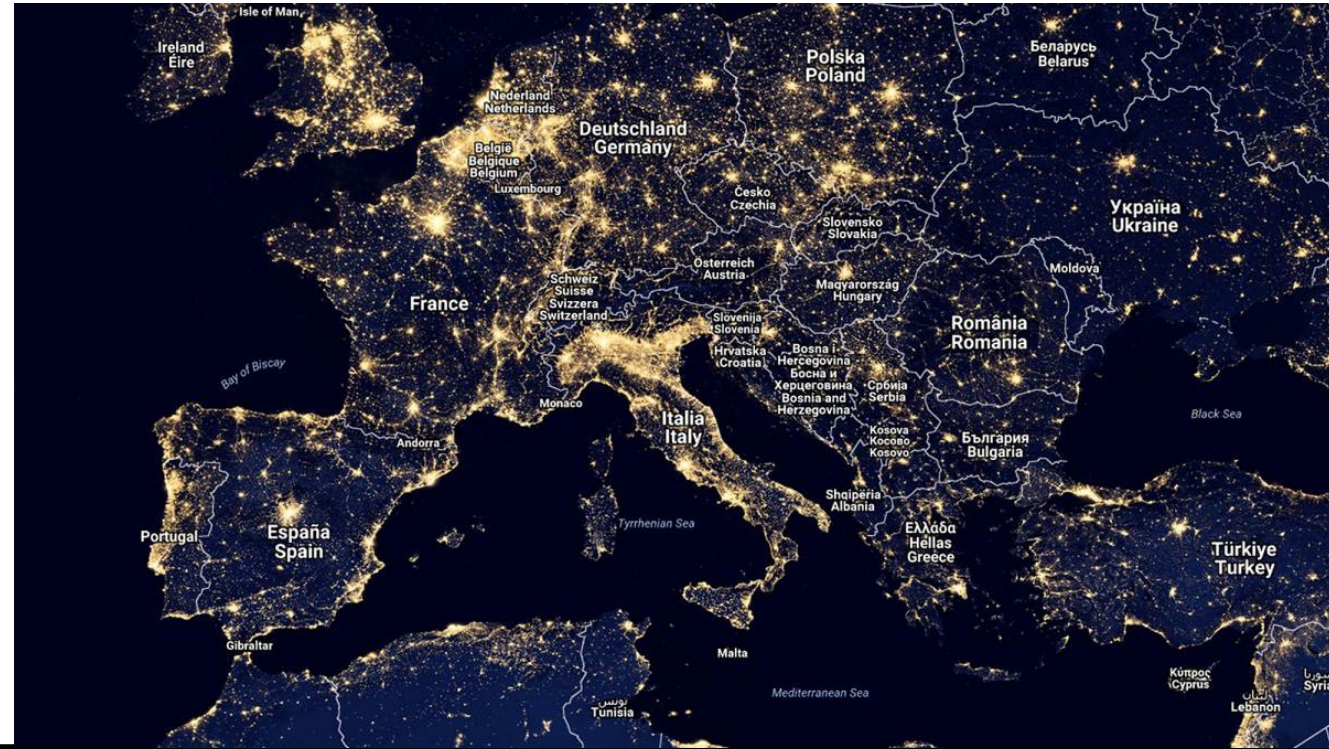 Isle of Man
Ireland
Éire
Nederland
Netherlands
België
Belgique
Belgium
Luxembourg
Deutschland
Germany
Polska
Poland
Беларусь
Belarus
Česko
Czechia
Slovensko
Slovakia
Україна
Ukraine
Österreich
Austria
Magyarország
Hungary
Moldova
Schweiz
Suisse
Svizzera
Switzerland
France
Slovenija
Slovenia
Hrvatska
Croatia
Bosna i
Hercegovina
Босна и
Херцеговина
Bosnia and
Herzegovina
România
Romania
Србија
Serbia
Bay of Biscay
Monaco
Italia
Italy
Andorra
Kosova
Косово
Kosovo
България
Bulgaria
Black Sea
Shqipëria
Albania
Portugal
España
Spain
Tyrrhenian Sea
Ελλάδα
Hellas
Greece
Türkiye
Turkey
Gibraltar
Malta
Mediterranean Sea
تونس
Tunisia
Κύπρος
Cyprus
لبنان
Lebanon
سوريا
Syria